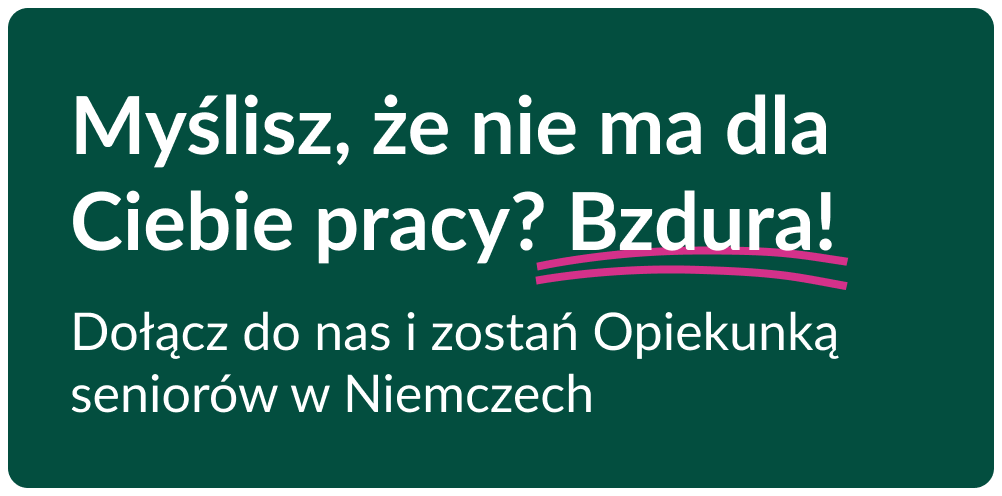 Myślisz, że nie ma dla
Ciebie pracy? Bzdura!
Dołącz do nas i zostań Opiekunką
seniorów w Niemczech